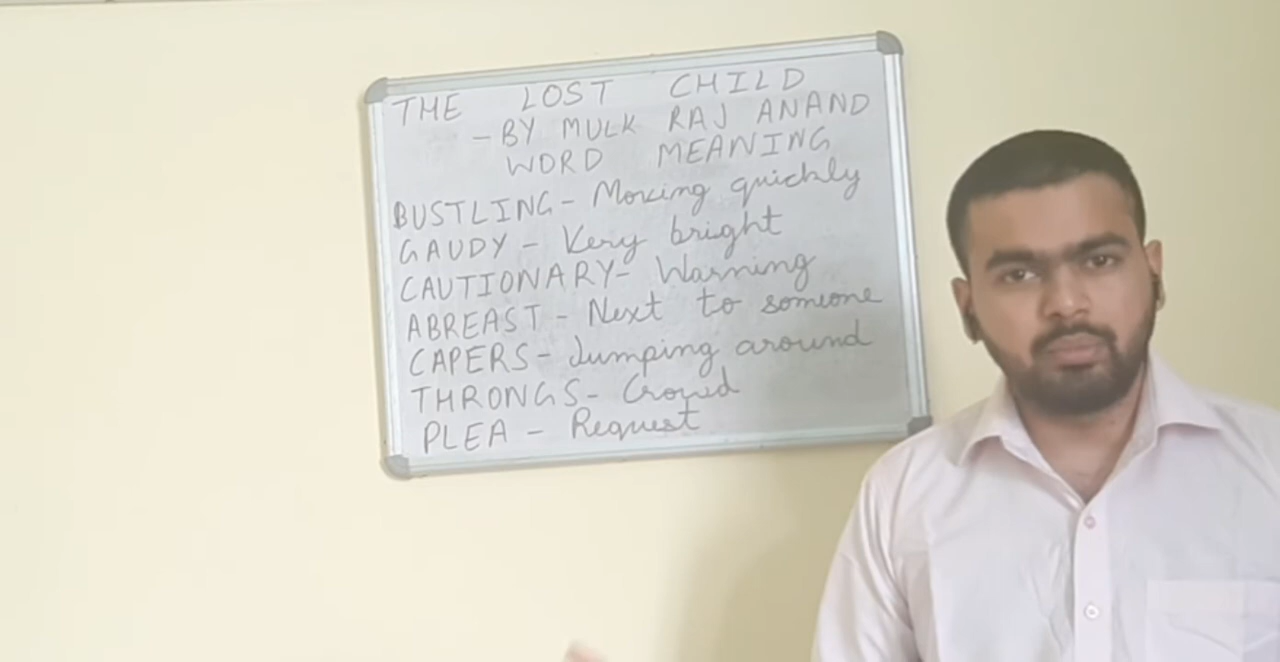 THE LOST CHILD
- BY MULK RAJ ANAND
WORD MEANING
BUSTLING - Moving quickly
GAUDY - Very bright
CAUTIONARY - Warning
ABREAST - Next to someone
CAPERS - Jumping around
THRONGS - Crowd
PLEA - Request